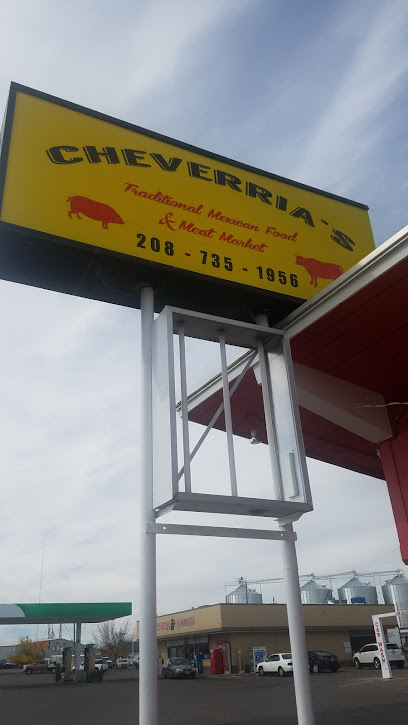 CHEVERRIA'S
Traditional Mexican Food
& Meat Market
208 - 735 - 1956